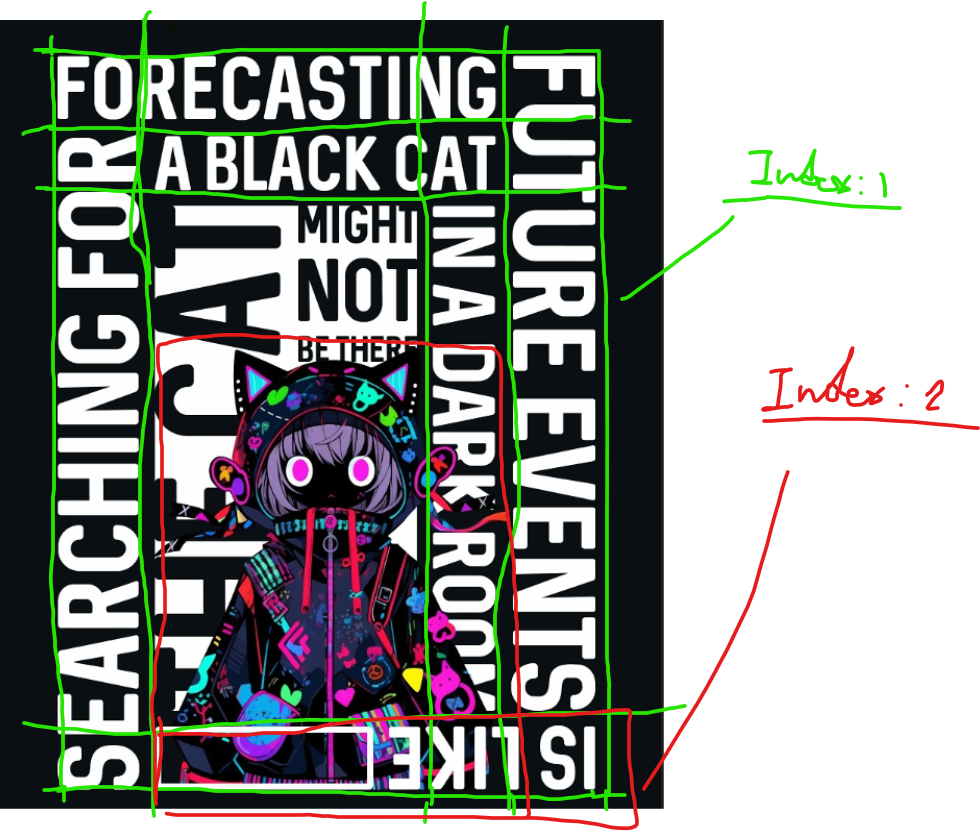 FORECASTING
FUTURE EVENTS
IS LIKE
SEARCHING FOR
A BLACK CAT
IN A DARK ROOM
THE CAT
MIGHT
NOT
BE THERE
Index: 1
Index: 2